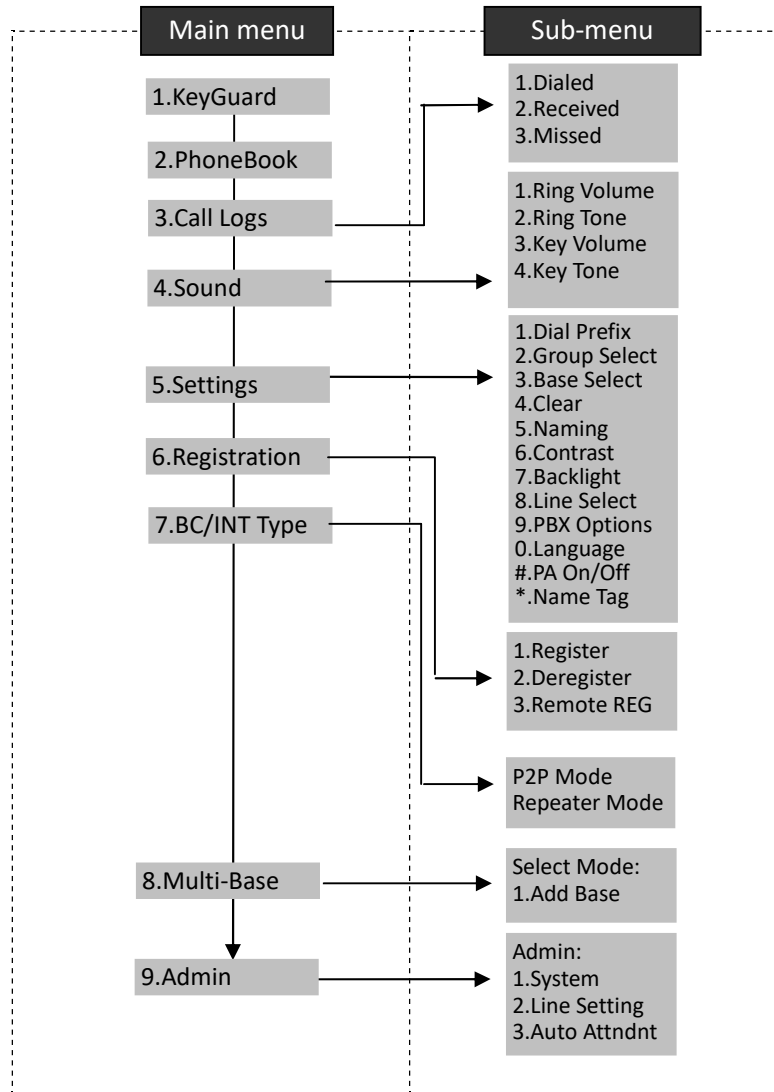 Main menu
Sub-menu
1.KeyGuard
2.PhoneBook
3.Call Logs
4.Sound
5.Settings
6.Registration
7.BC/INT Type
8.Multi-Base
9.Admin
1.Dialed
2.Received
3.Missed
1.Ring Volume
2.Ring Tone
3.Key Volume
4.Key Tone
1.Dial Prefix
2.Group Select
3.Base Select
4.Clear
5.Naming
6.Contrast
7.Backlight
8.Line Select
9.PBX Options
0.Language
#.PA On/Off
*.Name Tag
1.Register
2.Deregister
3.Remote REG
P2P Mode
Repeater Mode
Select Mode:
1.Add Base
Admin:
1.System
2.Line Setting
3.Auto Attndnt